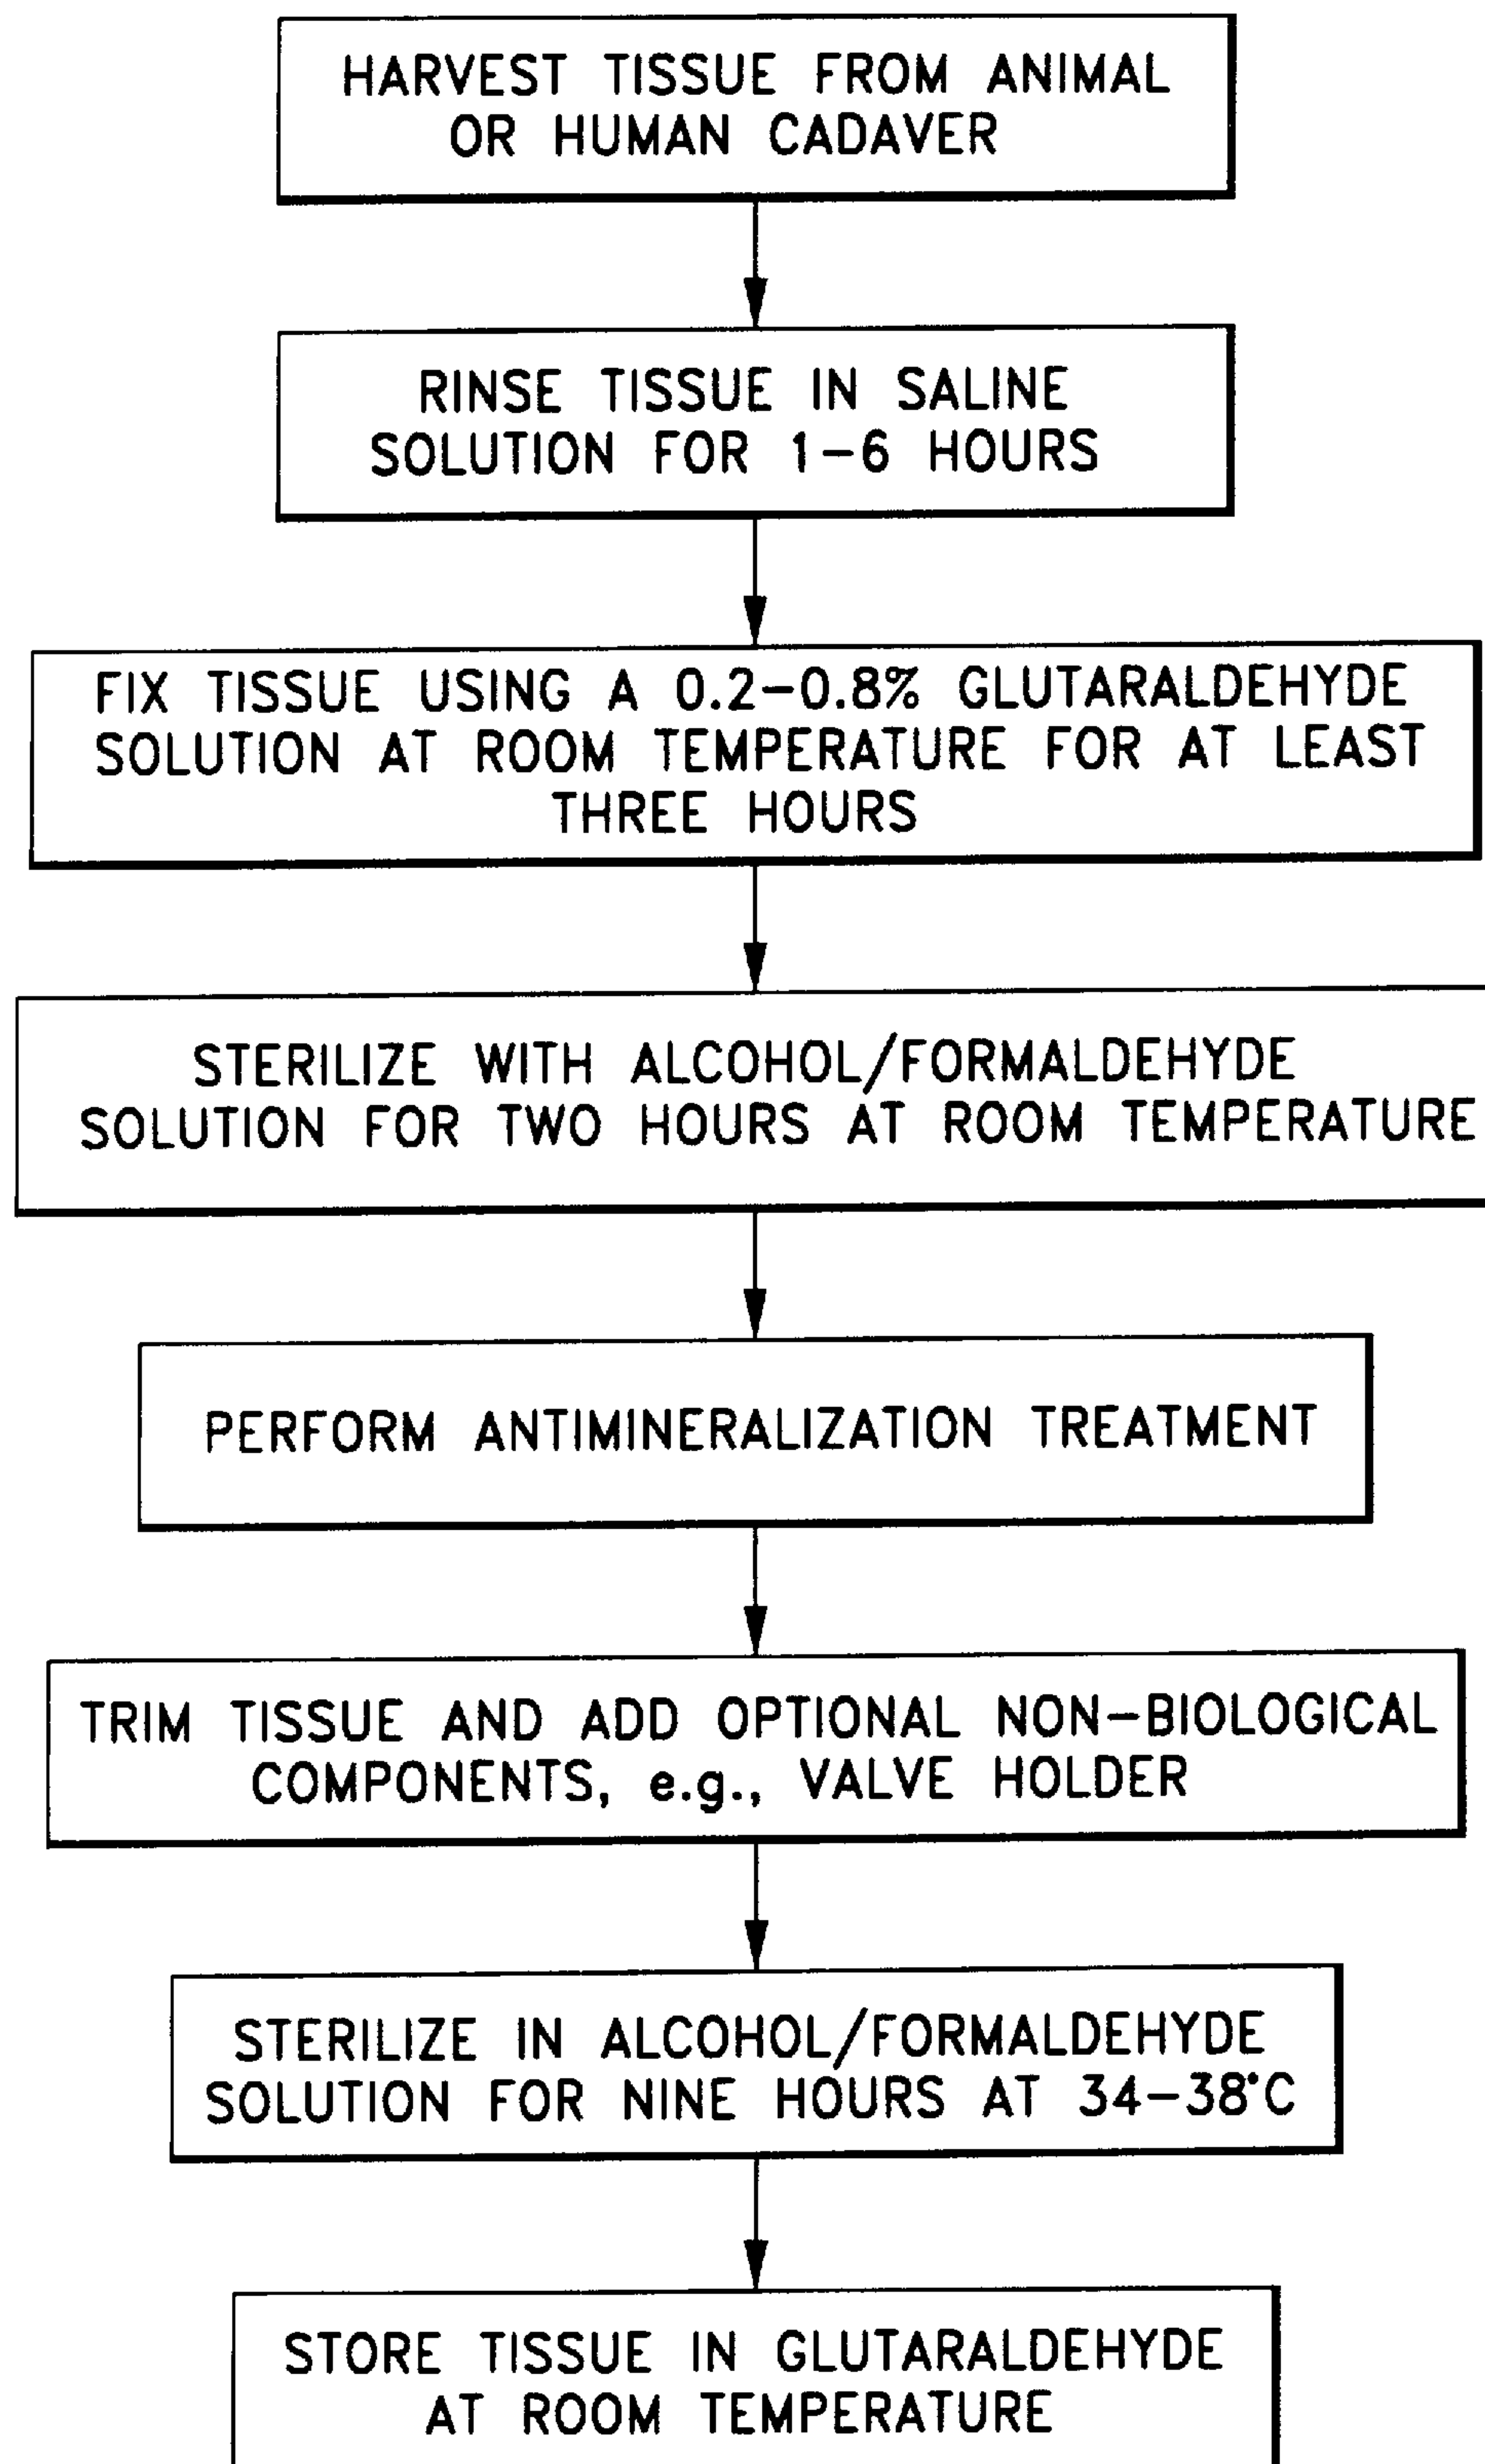 HARVEST TISSUE FROM ANIMAL
OR HUMAN CADAVER
RINSE TISSUE IN SALINE
SOLUTION FOR 1-6 HOURS
FIX TISSUE USING A 0.2-0.8% GLUTARALDEHYDE
SOLUTION AT ROOM TEMPERATURE FOR AT LEAST
THREE HOURS
STERILIZE WITH ALCOHOL/FORMALDEHYDE
SOLUTION FOR TWO HOURS AT ROOM TEMPERATURE
PERFORM ANTIMINERALIZATION TREATMENT
TRIM TISSUE AND ADD OPTIONAL NON-BIOLOGICAL
COMPONENTS, e.g., VALVE HOLDER
STERILIZE IN ALCOHOL/FORMALDEHYDE
SOLUTION FOR NINE HOURS AT 34-38°C
STORE TISSUE IN GLUTARALDEHYDE
AT ROOM TEMPERATURE